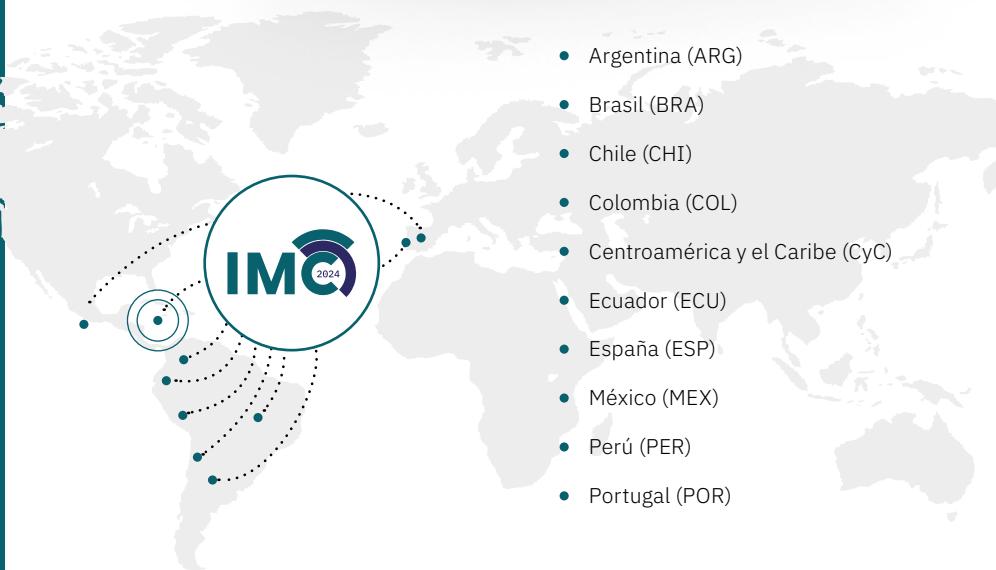 IMC
2024
Argentina (ARG)
Brasil (BRA)
Chile (CHI)
Colombia (COL)
Centroamérica y el Caribe (CyC)
Ecuador (ECU)
España (ESP)
México (MEX)
Perú (PER)
Portugal (POR)